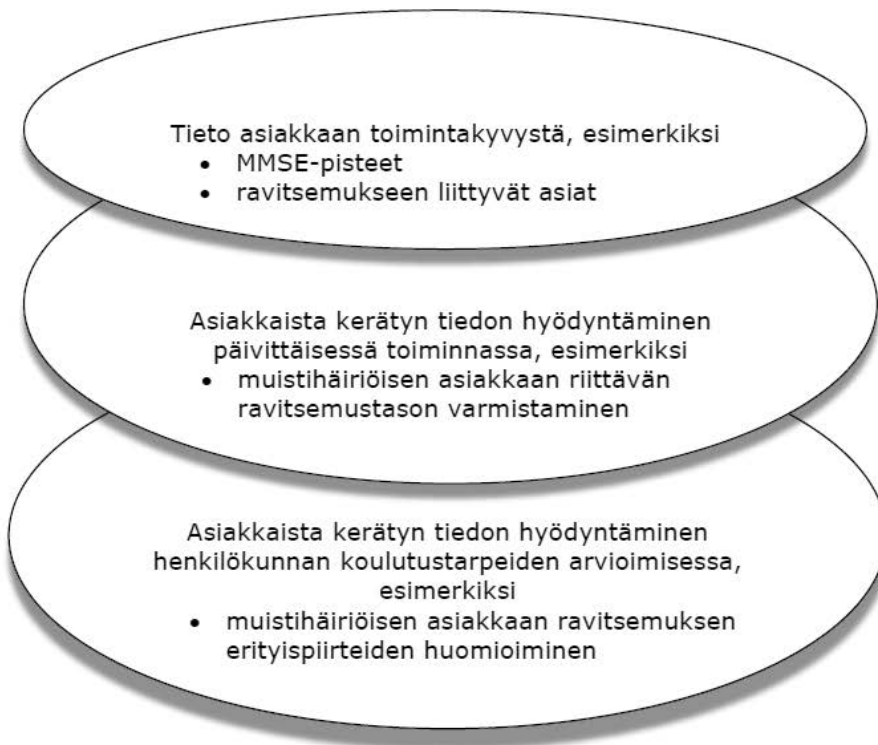 Tieto asiakkaan toimintakyvystä, esimerkiksi
• MMSE-pisteet
• ravitsemukseen liittyvät asiat
Asiakkaista kerätyn tiedon hyödyntäminen
päivittäisessä toiminnassa, esimerkiksi
• muistihäiriöisen asiakkaan riittävän
ravitsemustason varmistaminen
Asiakkaista kerätyn tiedon hyödyntäminen
henkilökunnan koulutustarpeiden arvioimisessa,
esimerkiksi
• muistihäiriöisen asiakkaan ravitsemuksen
erityispiirteiden huomioiminen